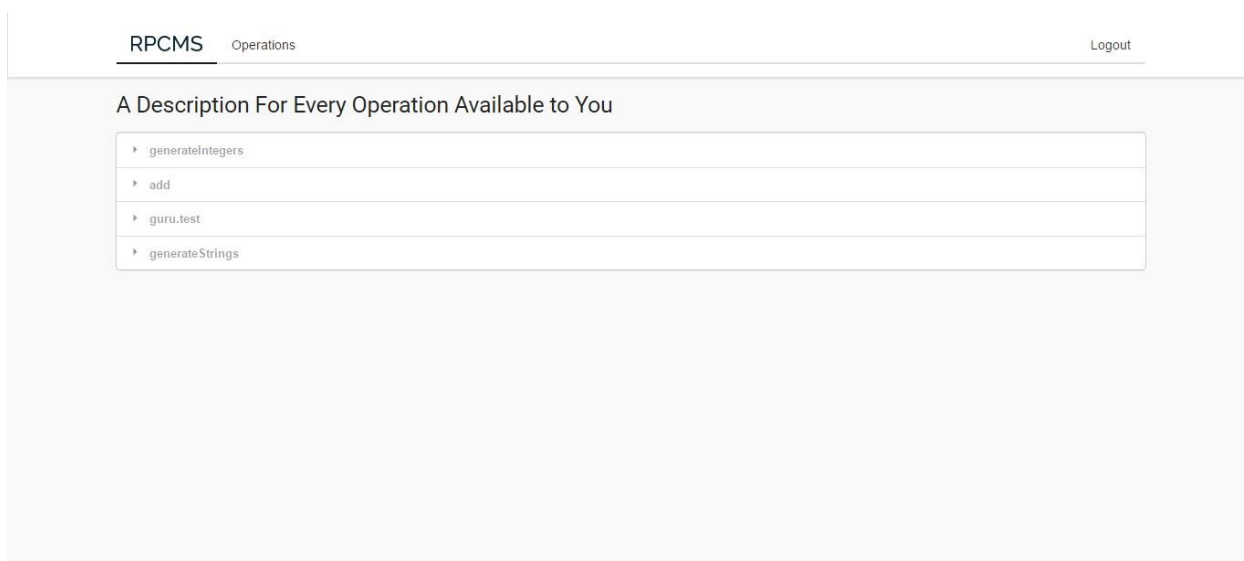 RPCMS Operations Logout
A Description For Every Operation Available to You
generateIntegers
add
guru.test
generateStrings